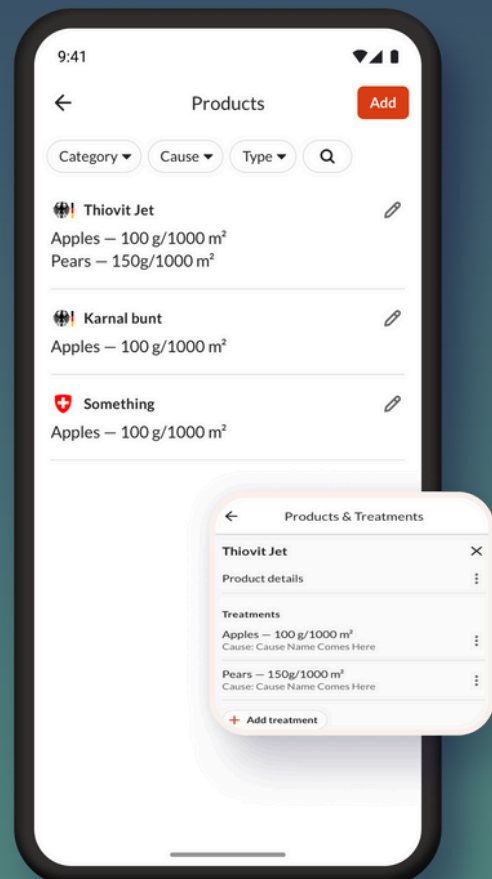 9:41
Products
Add
Category
Cause
Type
Thiovit Jet
Apples — 100 g/1000 m²
Pears — 150g/1000 m²
Karnal bunt
Apples — 100 g/1000 m²
Something
Apples — 100 g/1000 m²
Products & Treatments
Thiovit Jet
Product details
Treatments
Apples — 100 g/1000 m²
Cause: Cause Name Comes Here
Pears — 150g/1000 m²
Cause: Cause Name Comes Here
+ Add treatment